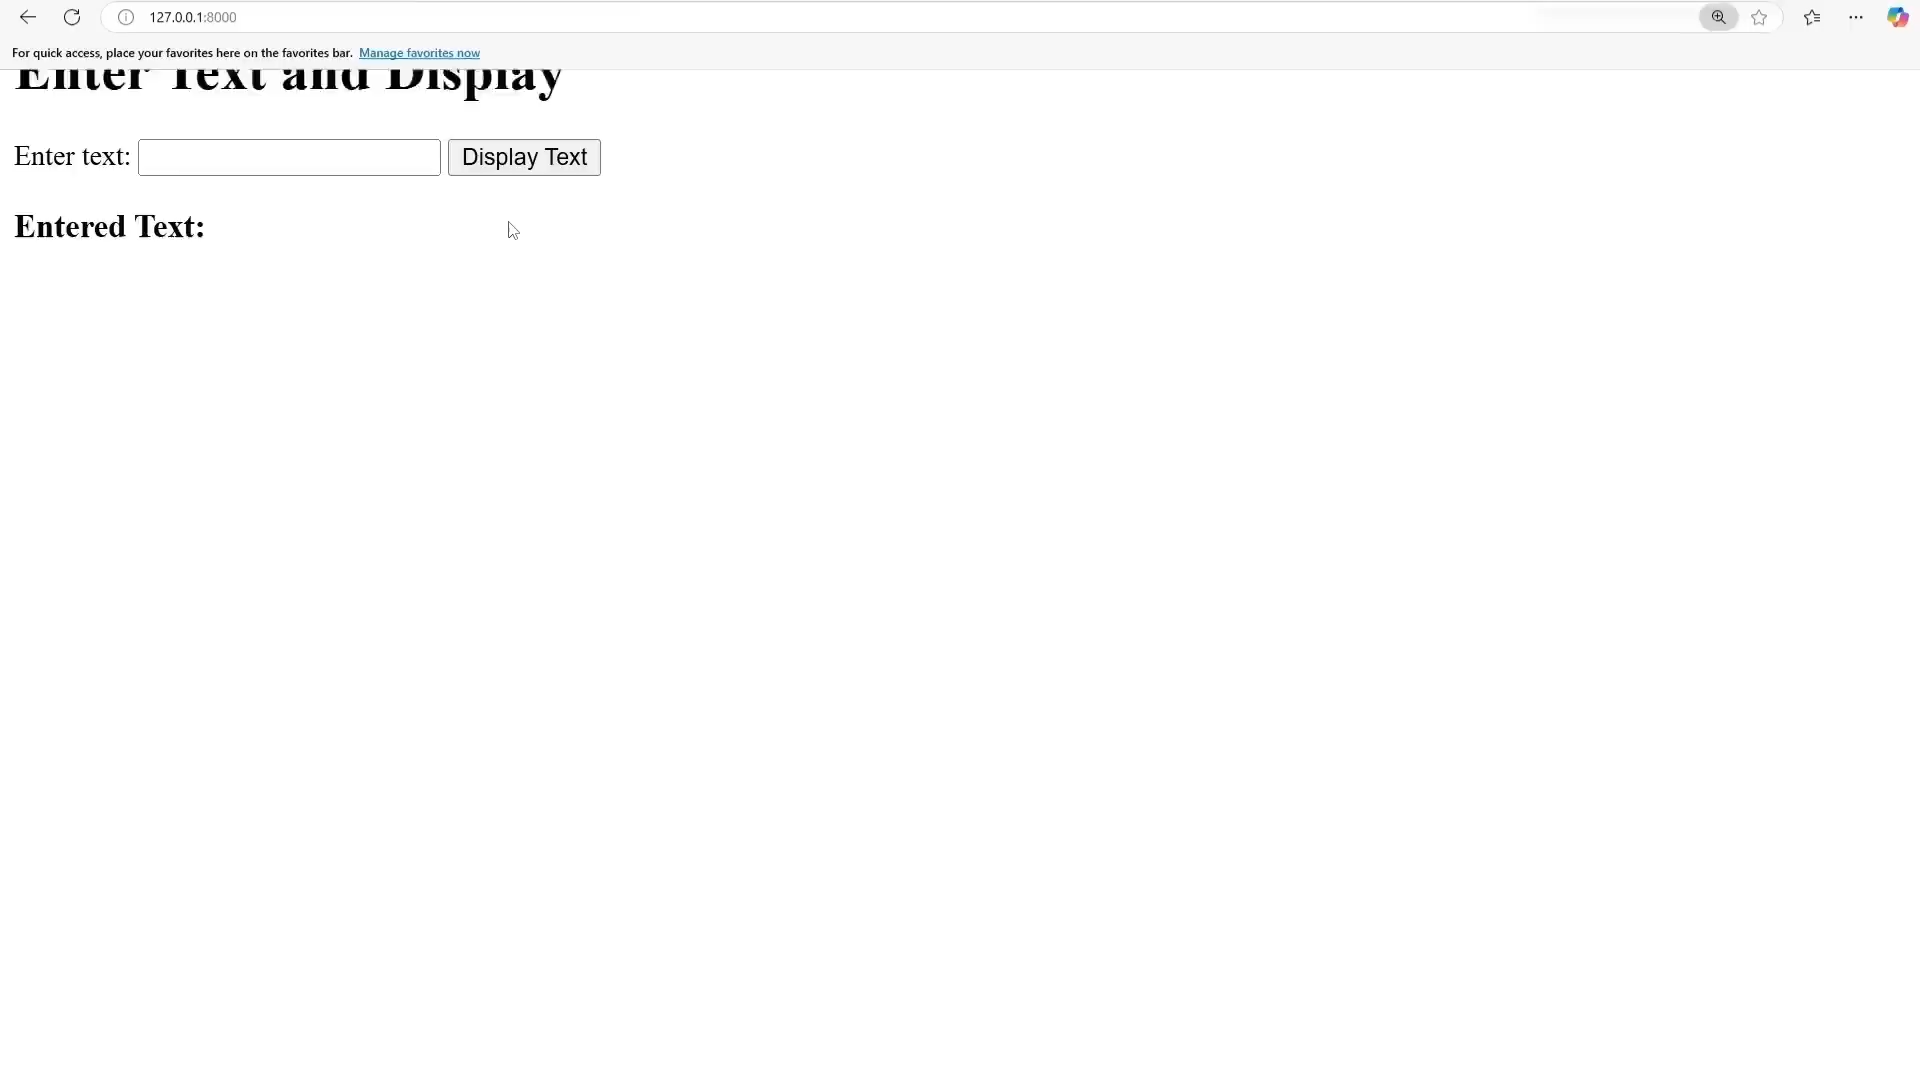 127.0.0.1:8000
For quick access, place your favorites here on the favorites bar. Manage favorites now
Enter Text and Display
Enter text: Display Text
Entered Text: